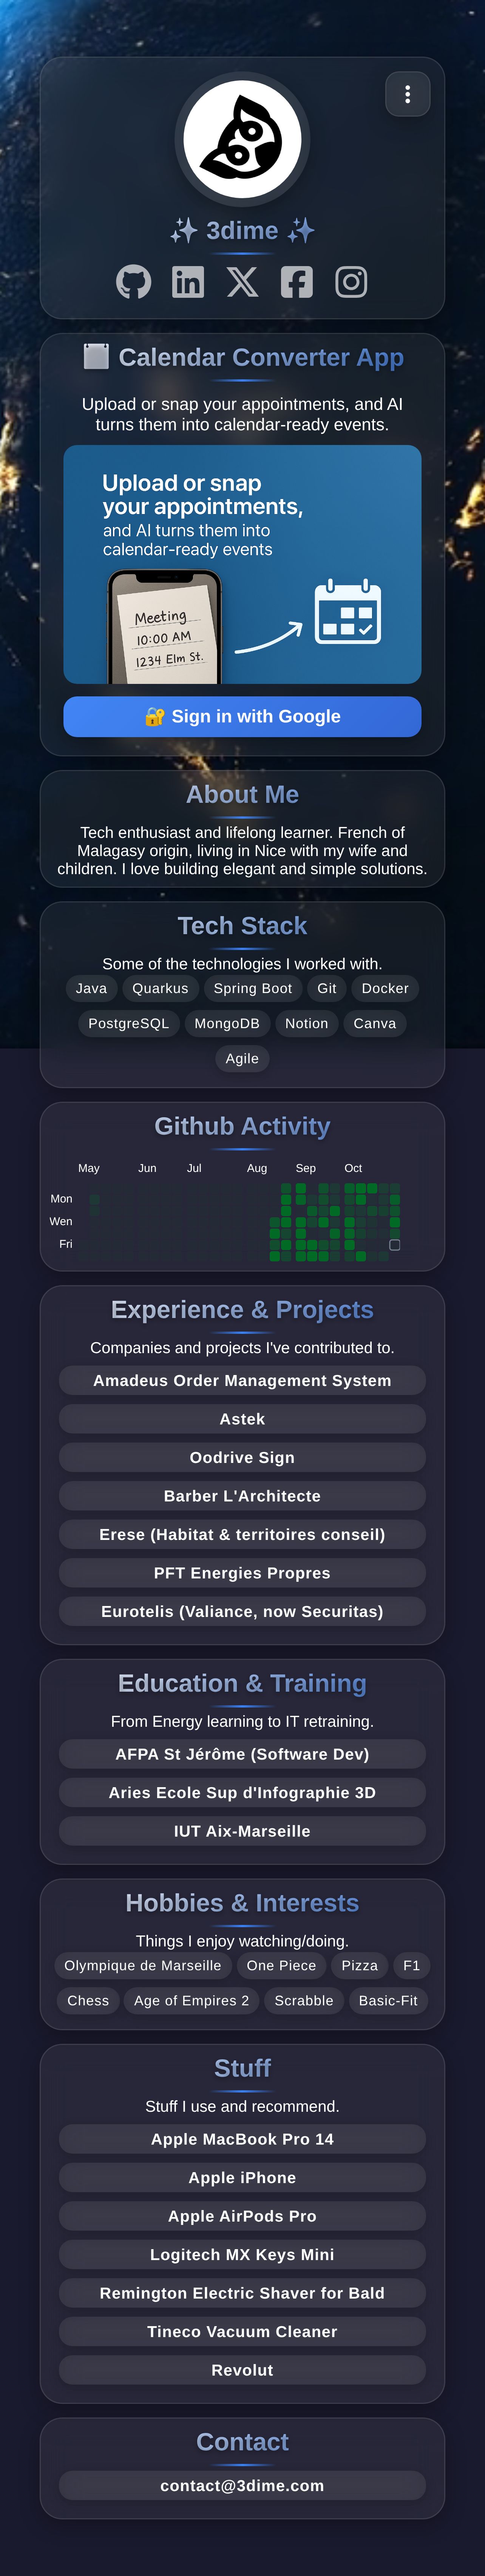 ✨ 3dime ✨
Calendar Converter App
Upload or snap your appointments, and AI
turns them into calendar-ready events.
Upload or snap
your appointments,
and AI turns them into
calendar-ready events
Meeting
10:00 AM
1234 Elm St.
🔐 Sign in with Google
About Me
Tech enthusiast and lifelong learner. French of
Malagasy origin, living in Nice with my wife and
children. I love building elegant and simple solutions.
Tech Stack
Some of the technologies I worked with.
Java Quarkus Spring Boot Git Docker
PostgreSQL MongoDB Notion Canva
Agile
Github Activity
May Jun Jul Aug Sep Oct
Mon
Wen
Fri
Experience & Projects
Companies and projects I've contributed to.
Amadeus Order Management System
Astek
Oodrive Sign
Barber L'Architecte
Erese (Habitat & territoires conseil)
PFT Energies Propres
Eurotelis (Valiance, now Securitas)
Education & Training
From Energy learning to IT retraining.
AFPA St Jérôme (Software Dev)
Aries Ecole Sup d'Infographie 3D
IUT Aix-Marseille
Hobbies & Interests
Things I enjoy watching/doing.
Olympique de Marseille One Piece Pizza F1
Chess Age of Empires 2 Scrabble Basic-Fit
Stuff
Stuff I use and recommend.
Apple MacBook Pro 14
Apple iPhone
Apple AirPods Pro
Logitech MX Keys Mini
Remington Electric Shaver for Bald
Tineco Vacuum Cleaner
Revolut
Contact
contact@3dime.com